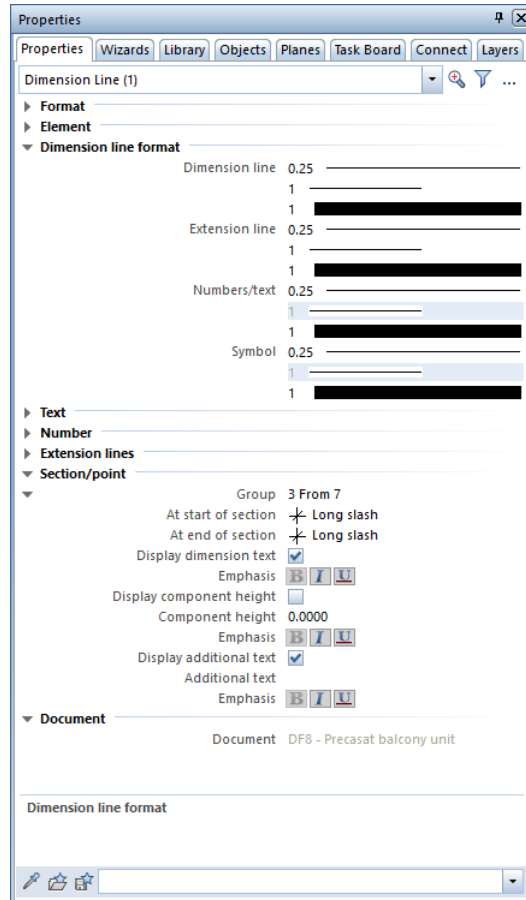 Properties
Properties Wizards Library Objects Planes Task Board Connect Layers
Dimension Line (1)
...
Format
Element
Dimension line format
Dimension line 0.25
1
1
Extension line 0.25
1
1
Numbers/text 0.25
1
1
Symbol 0.25
1
1
Text
Number
Extension lines
Section/point
Group 3 From 7
At start of section Long slash
At end of section Long slash
Display dimension text
Emphasis B I U
Display component height
Component height 0.0000
Emphasis B I U
Display additional text
Additional text
Emphasis B I U
Document
Document DF8 - Precasat balcony unit
Dimension line format